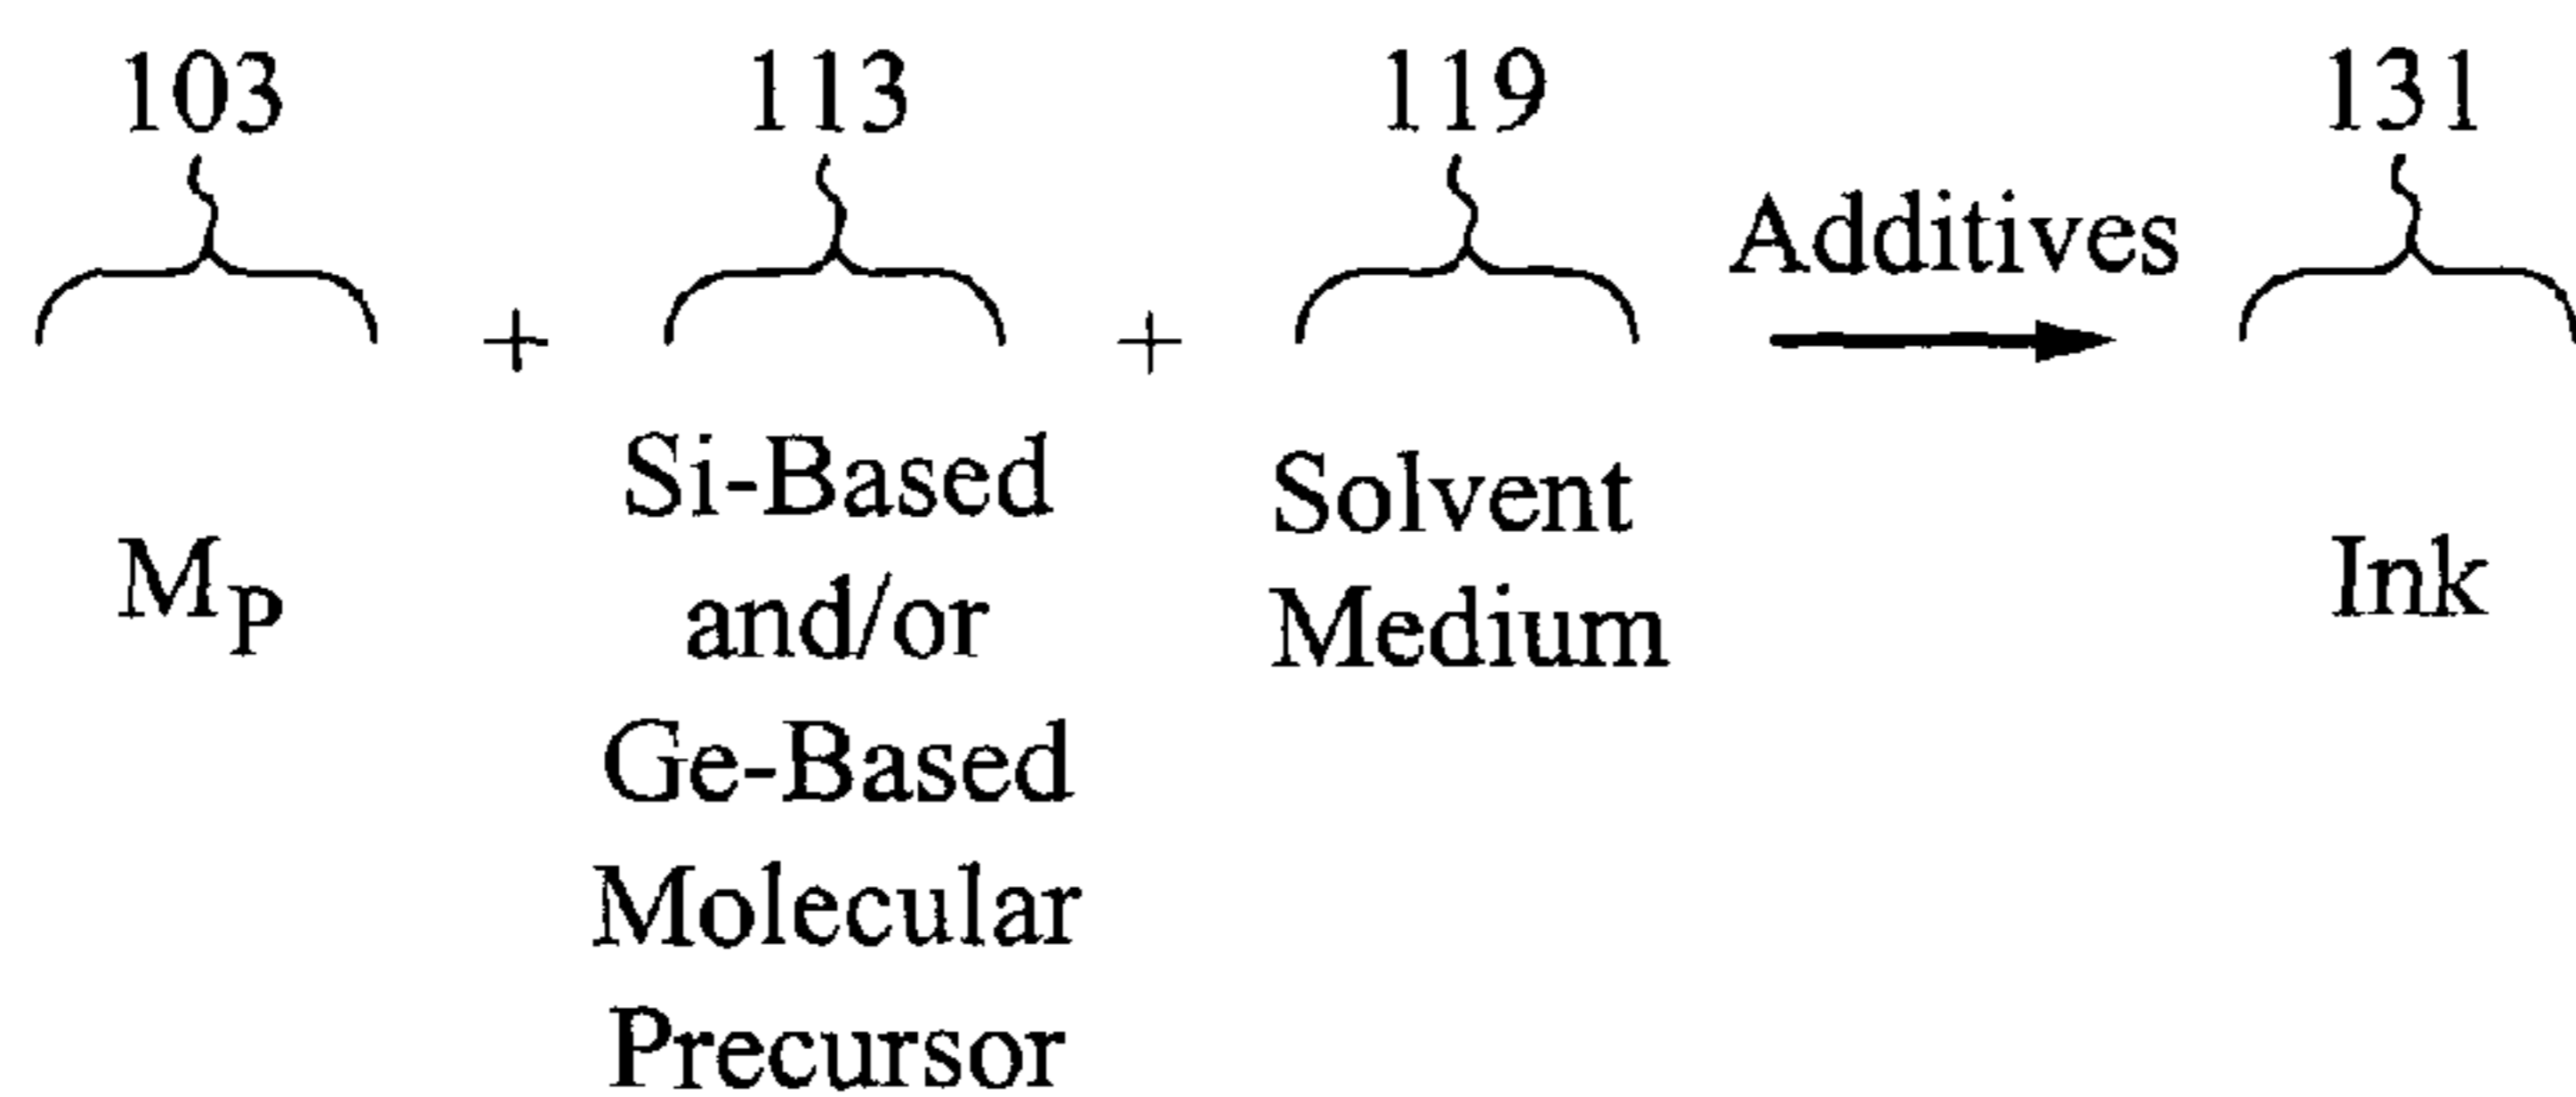 103 113 119 131
+ + Additives
M_P
Si-Based
and/or
Ge-Based
Molecular
Precursor
Solvent
Medium
Ink